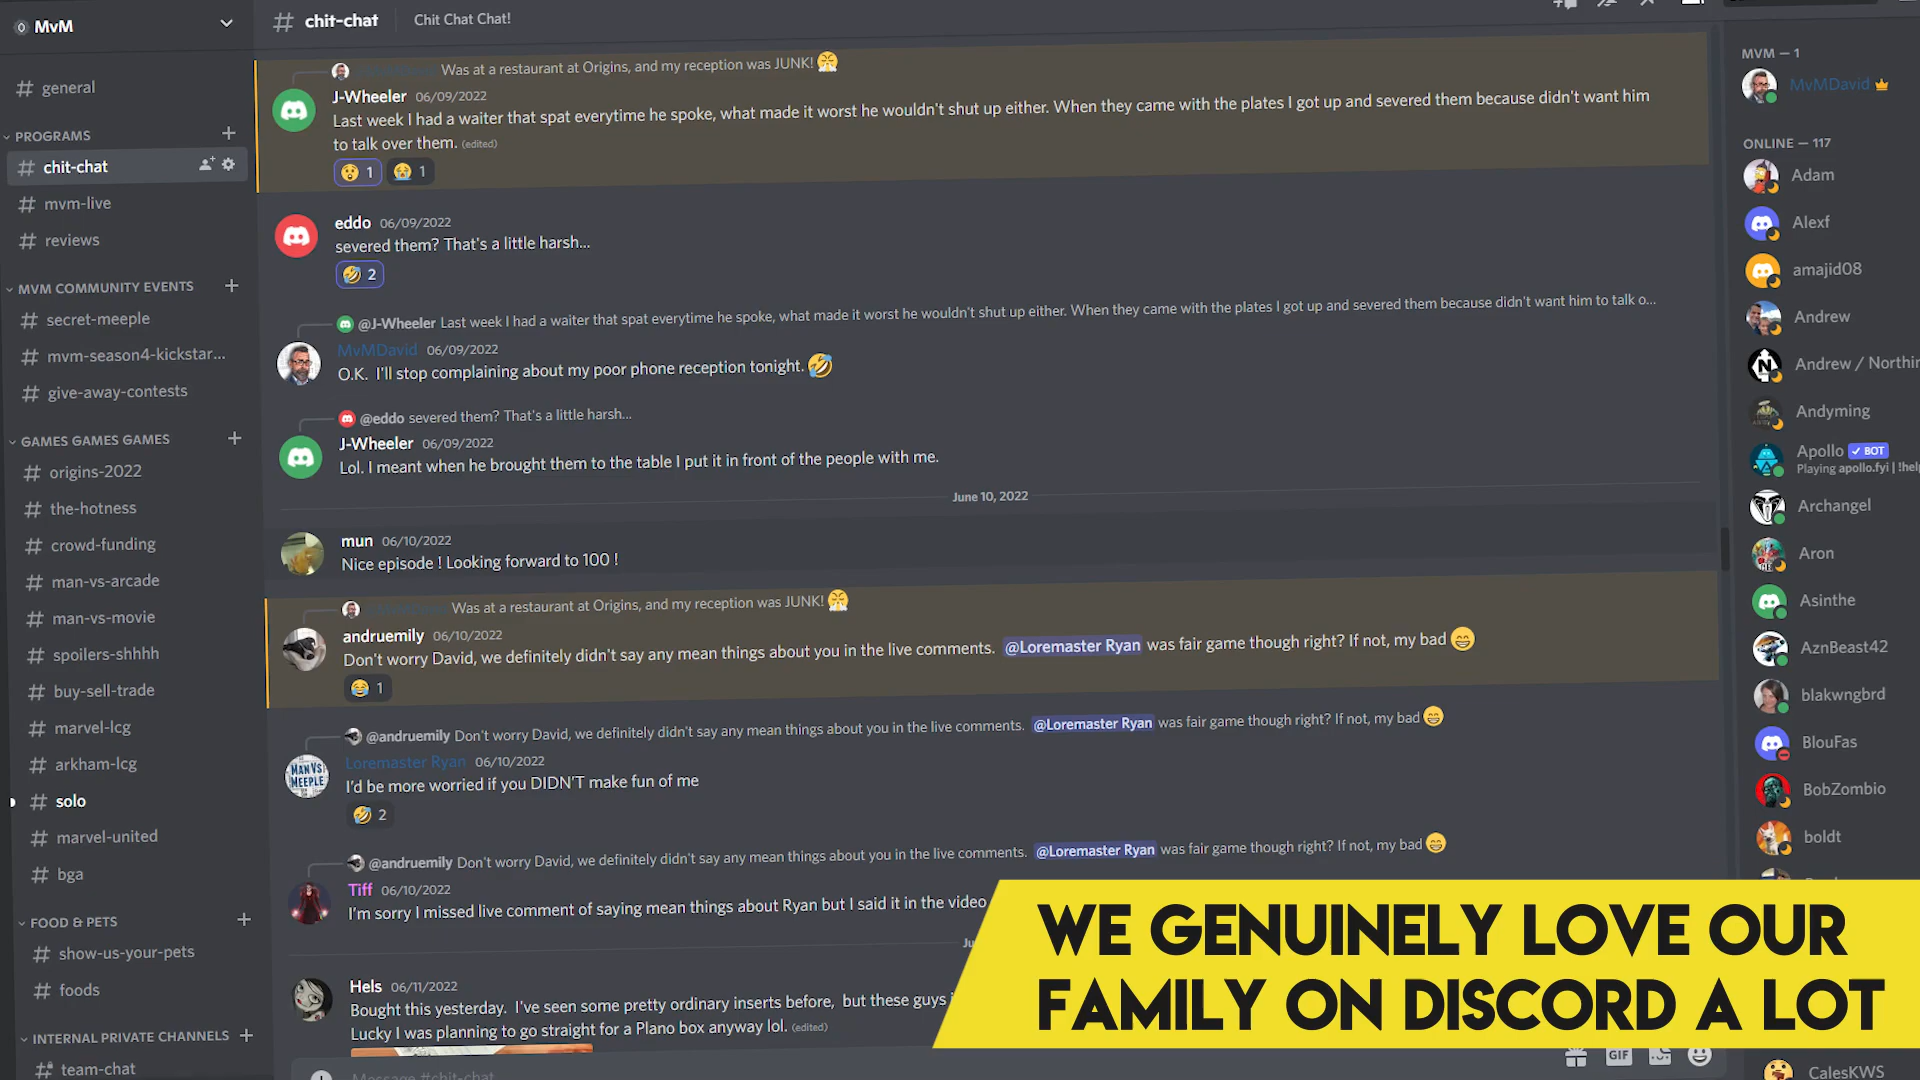 MvM
general
PROGRAMS
chit-chat
mvm-live
reviews
MVM COMMUNITY EVENTS
secret-meeple
mvm-season4-kickstar...
give-away-contests
GAMES GAMES GAMES
origins-2022
the-hotness
crowd-funding
man-vs-arcade
man-vs-movie
spoilers-shhhh
buy-sell-trade
marvel-lcg
arkham-lcg
solo
marvel-united
bga
FOOD & PETS
show-us-your-pets
foods
INTERNAL PRIVATE CHANNELS
team-chat
chit-chat Chit Chat Chat!
Was at a restaurant at Origins, and my reception was JUNK! 😤
J-Wheeler 06/09/2022
Last week I had a waiter that spat everytime he spoke, what made it worst he wouldn't shut up either. When they came with the plates I got up and severed them because didn't want him
to talk over them. (edited)
😲 1 😭 1
eddo 06/09/2022
severed them? That's a little harsh...
🤣 2
@J-Wheeler Last week I had a waiter that spat everytime he spoke, what made it worst he wouldn't shut up either. When they came with the plates I got up and severed them because didn't want him to talk o...
MvMDavid 06/09/2022
O.K. I'll stop complaining about my poor phone reception tonight. 🤣
@eddo severed them? That's a little harsh...
J-Wheeler 06/09/2022
Lol. I meant when he brought them to the table I put it in front of the people with me.
June 10, 2022
mun 06/10/2022
Nice episode ! Looking forward to 100 !
Was at a restaurant at Origins, and my reception was JUNK! 😤
andruemily 06/10/2022
Don't worry David, we definitely didn't say any mean things about you in the live comments. @Loremaster Ryan was fair game though right? If not, my bad 😁
😂 1
@andruemily Don't worry David, we definitely didn't say any mean things about you in the live comments. @Loremaster Ryan was fair game though right? If not, my bad 😁
MAN VS MEEPLE
Loremaster Ryan 06/10/2022
I'd be more worried if you DIDN'T make fun of me
🤣 2
@andruemily Don't worry David, we definitely didn't say any mean things about you in the live comments. @Loremaster Ryan was fair game though right? If not, my bad 😁
Tiff 06/10/2022
I'm sorry I missed live comment of saying mean things about Ryan but I said it in the video
Ju
Hels 06/11/2022
Bought this yesterday. I've seen some pretty ordinary inserts before, but these guys
Lucky I was planning to go straight for a Plano box anyway lol. (edited)
Message #chit-chat
GIF
MVM — 1
MvMDavid
ONLINE — 117
Adam
Alexf
amajid08
Andrew
Andrew / Northin
Andyming
Apollo ✓ BOT
Playing apollo.fyi | !help
Archangel
Aron
Asinthe
AznBeast42
blakwngbrd
BlouFas
BobZombio
boldt
CalesKWS
WE GENUINELY LOVE OUR
FAMILY ON DISCORD A LOT